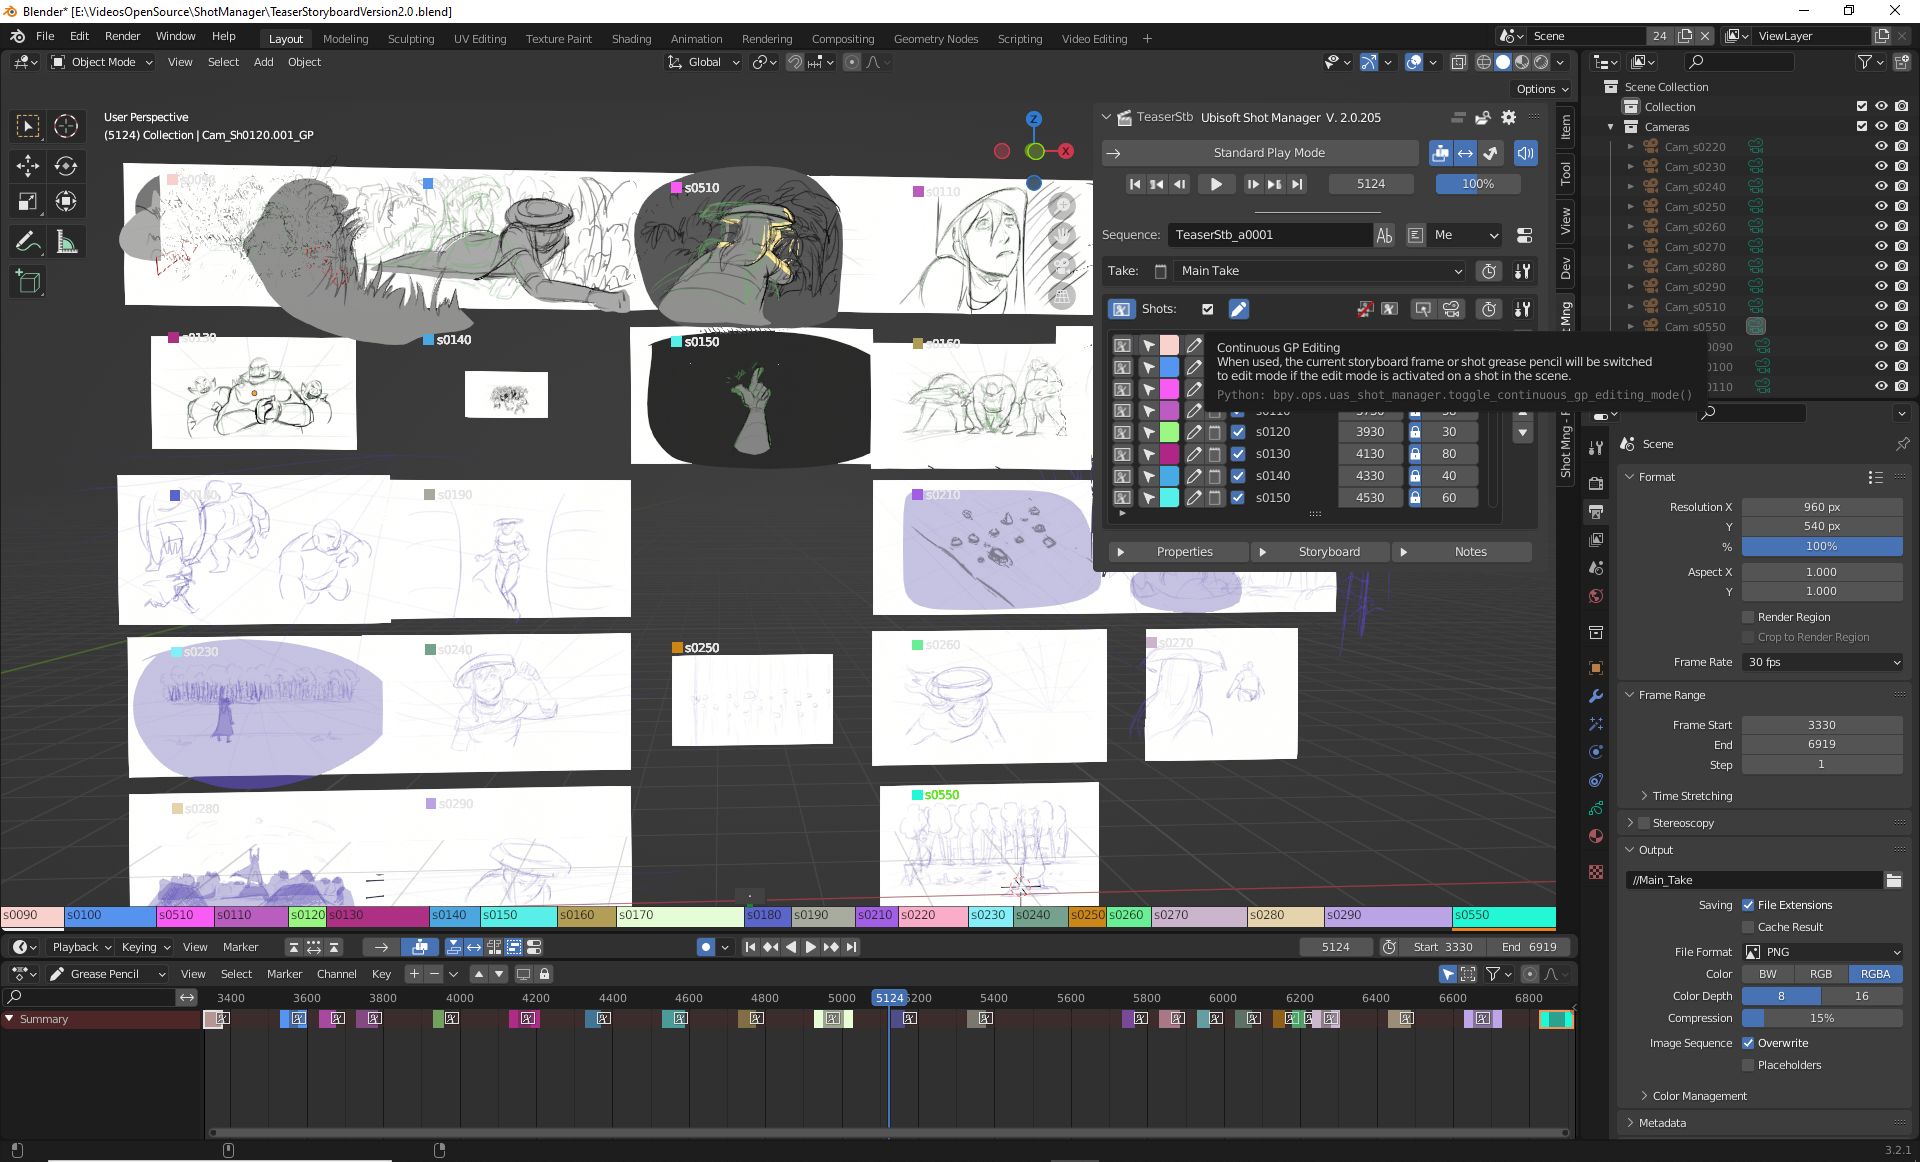 Blender* [E:\VideosOpenSource\ShotManager\TeaserStoryboardVersion2.0.blend]
File Edit Render Window Help Layout Modeling Sculpting UV Editing Texture Paint Shading Animation Rendering Compositing Geometry Nodes Scripting Video Editing + Scene 24 ViewLayer
Object Mode View Select Add Object Global
Options
User Perspective
(5124) Collection | Cam_Sh0120.001_GP
Z
X
TeaserStb Ubisoft Shot Manager V. 2.0.205
Standard Play Mode
5124 100%
Sequence: TeaserStb_a0001 Ab Me
Take: Main Take
Shots:
Continuous GP Editing
When used, the current storyboard frame or shot grease pencil will be switched
to edit mode if the edit mode is activated on a shot in the scene.
Python: bpy.ops.uas_shot_manager.toggle_continuous_gp_editing_mode()
s0120 3930 30
s0130 4130 80
s0140 4330 40
s0150 4530 60
Properties Storyboard Notes
Item
Tool
View
Dev
Shot Mng
s0090
s0510
s0110
s0130
s0140
s0150
s0160
s0180
s0190
s0210
s0230
s0240
s0250
s0260
s0270
s0280
s0290
s0550
s0090 s0100 s0510 s0110 s0120 s0130 s0140 s0150 s0160 s0170 s0180 s0190 s0210 s0220 s0230 s0240 s0250 s0260 s0270 s0280 s0290 s0550
Playback Keying View Marker 5124 Start 3330 End 6919
Grease Pencil View Select Marker Channel Key
3400 3600 3800 4000 4200 4400 4600 4800 5000 5124 5200 5400 5600 5800 6000 6200 6400 6600 6800
Summary
Scene Collection
Collection
Cameras
Cam_s0220
Cam_s0230
Cam_s0240
Cam_s0250
Cam_s0260
Cam_s0270
Cam_s0280
Cam_s0290
Cam_s0510
Cam_s0550
0090
0100
0110
Scene
Format
Resolution X 960 px
Y 540 px
% 100%
Aspect X 1.000
Y 1.000
Render Region
Crop to Render Region
Frame Rate 30 fps
Frame Range
Frame Start 3330
End 6919
Step 1
Time Stretching
Stereoscopy
Output
//Main_Take
Saving File Extensions
Cache Result
File Format PNG
Color BW RGB RGBA
Color Depth 8 16
Compression 15%
Image Sequence Overwrite
Placeholders
Color Management
Metadata
3.2.1